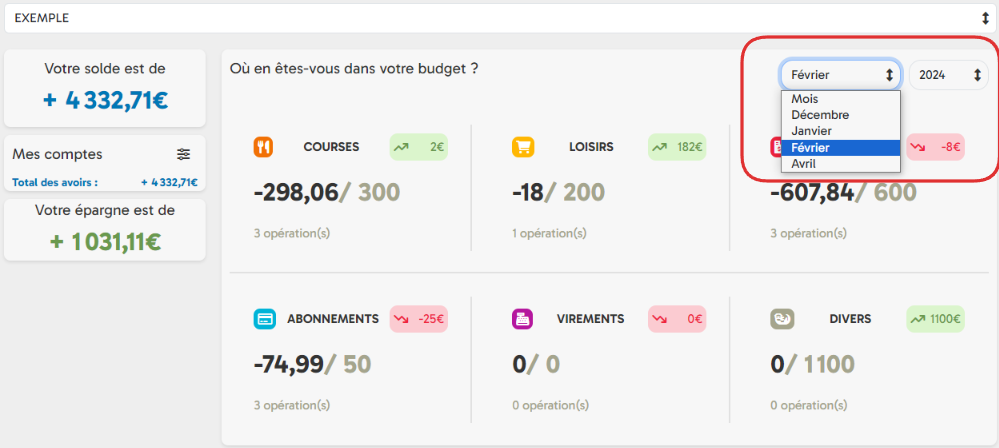 EXEMPLE
Votre solde est de
+ 4 332,71€
Mes comptes
Total des avoirs : + 4 332,71€
Votre épargne est de
+ 1 031,11€
Où en êtes-vous dans votre budget ?
Février
2024
Mois
Décembre
Janvier
Février
Avril
COURSES 2€
-298,06/ 300
3 opération(s)
LOISIRS 182€
-18/ 200
1 opération(s)
-8€
-607,84/ 600
3 opération(s)
ABONNEMENTS -25€
-74,99/ 50
3 opération(s)
VIREMENTS 0€
0/ 0
0 opération(s)
DIVERS 1100€
0/ 1100
0 opération(s)